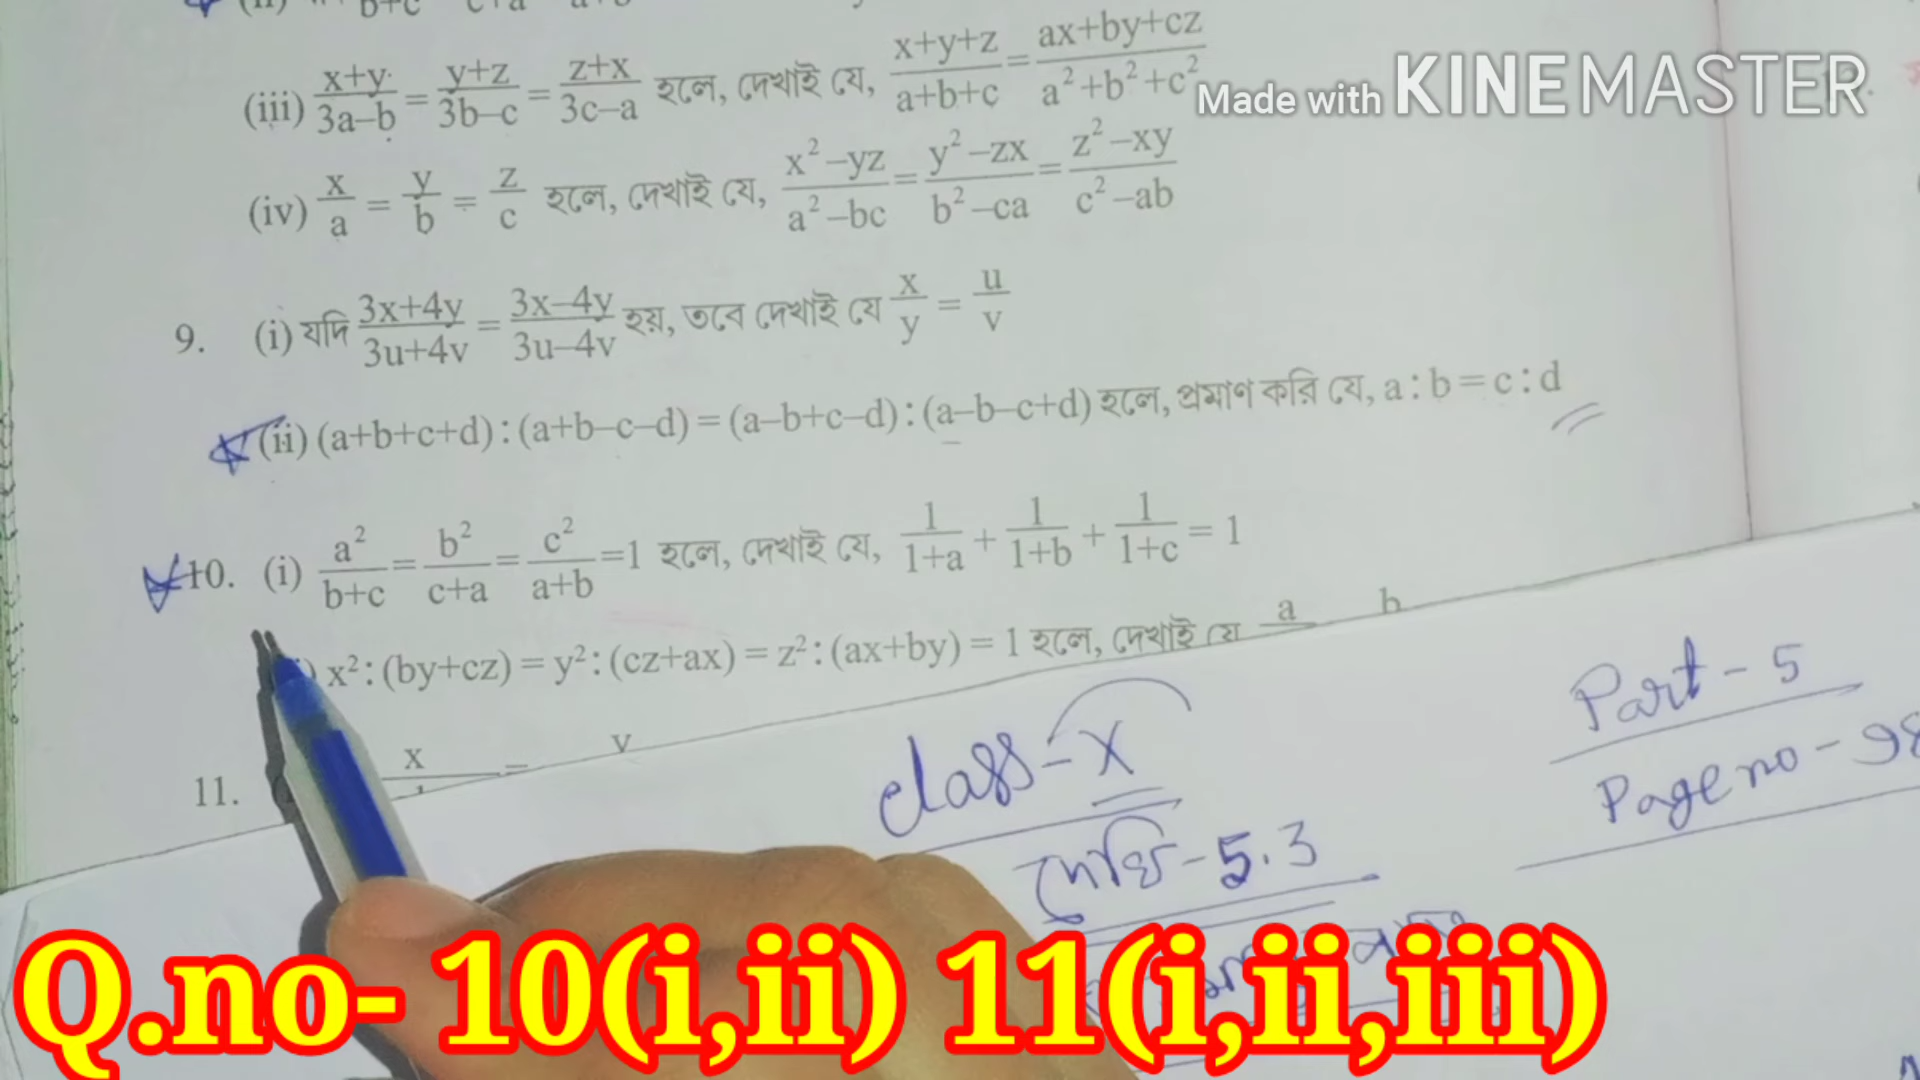 (iii) x+y/3a–b = y+z/3b–c = z+x/3c–a হলে, দেখাই যে, x+y+z/a+b+c = ax+by+cz/a²+b²+c²
Made with KINEMASTER
(iv) x/a = y/b = z/c হলে, দেখাই যে, x²–yz/a²–bc = y²–zx/b²–ca = z²–xy/c²–ab
9. (i) যদি 3x+4y/3u+4v = 3x–4y/3u–4v হয়, তবে দেখাই যে x/y = u/v
(ii) (a+b+c+d) : (a+b–c–d) = (a–b+c–d) : (a–b–c+d) হলে, প্রমাণ করি যে, a : b = c : d
10. (i) a²/b+c = b²/c+a = c²/a+b =1 হলে, দেখাই যে, 1/1+a + 1/1+b + 1/1+c = 1
x² : (by+cz) = y² : (cz+ax) = z² : (ax+by) = 1 হলে, দেখাই যে a b
11. x = y
Class-X
Part-5
Page no-
5.3
Q.no- 10(i,ii) 11(i,ii,iii)